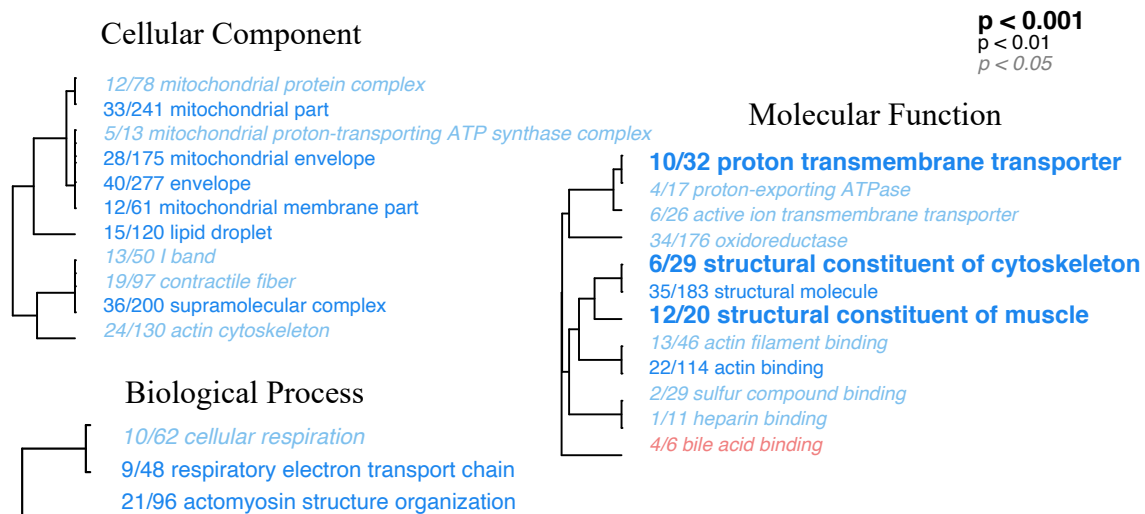 Cellular Component
12/78 mitochondrial protein complex
33/241 mitochondrial part
5/13 mitochondrial proton-transporting ATP synthase complex
28/175 mitochondrial envelope
40/277 envelope
12/61 mitochondrial membrane part
15/120 lipid droplet
13/50 I band
19/97 contractile fiber
36/200 supramolecular complex
24/130 actin cytoskeleton
Biological Process
10/62 cellular respiration
9/48 respiratory electron transport chain
21/96 actomyosin structure organization
p < 0.001
p < 0.01
p < 0.05
Molecular Function
10/32 proton transmembrane transporter
4/17 proton-exporting ATPase
6/26 active ion transmembrane transporter
34/176 oxidoreductase
6/29 structural constituent of cytoskeleton
35/183 structural molecule
12/20 structural constituent of muscle
13/46 actin filament binding
22/114 actin binding
2/29 sulfur compound binding
1/11 heparin binding
4/6 bile acid binding